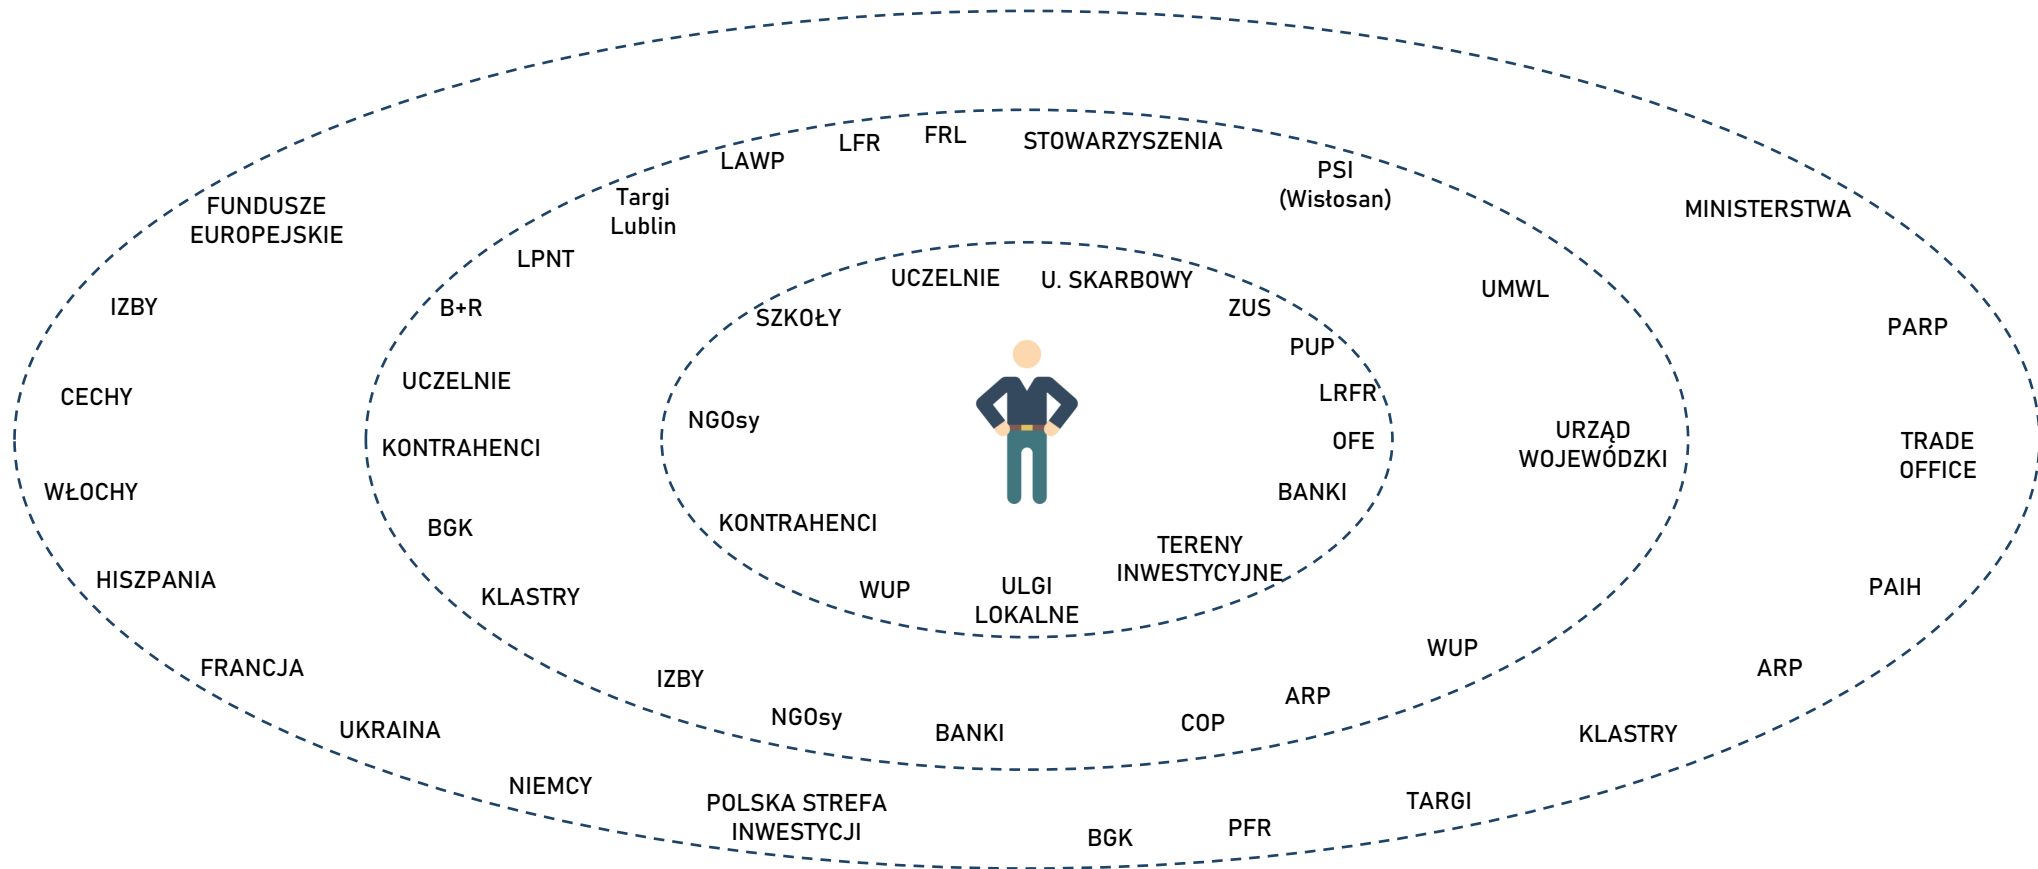 FRL
LFR
STOWARZYSZENIA
LAWP
PSI
(Wisłosan)
Targi
Lublin
FUNDUSZE
EUROPEJSKIE
MINISTERSTWA
LPNT
UCZELNIE
U. SKARBOWY
UMWL
IZBY
B+R
SZKOŁY
ZUS
PARP
PUP
UCZELNIE
CECHY
LRFR
NGOsy
KONTRAHENCI
OFE
URZĄD
WOJEWÓDZKI
TRADE
OFFICE
WŁOCHY
BANKI
BGK
KONTRAHENCI
TERENY
INWESTYCYJNE
HISZPANIA
KLASTRY
WUP
ULGI
LOKALNE
PAIH
FRANCJA
IZBY
WUP
ARP
ARP
UKRAINA
NGOsy
BANKI
COP
KLASTRY
NIEMCY
POLSKA STREFA
INWESTYCJI
TARGI
BGK
PFR